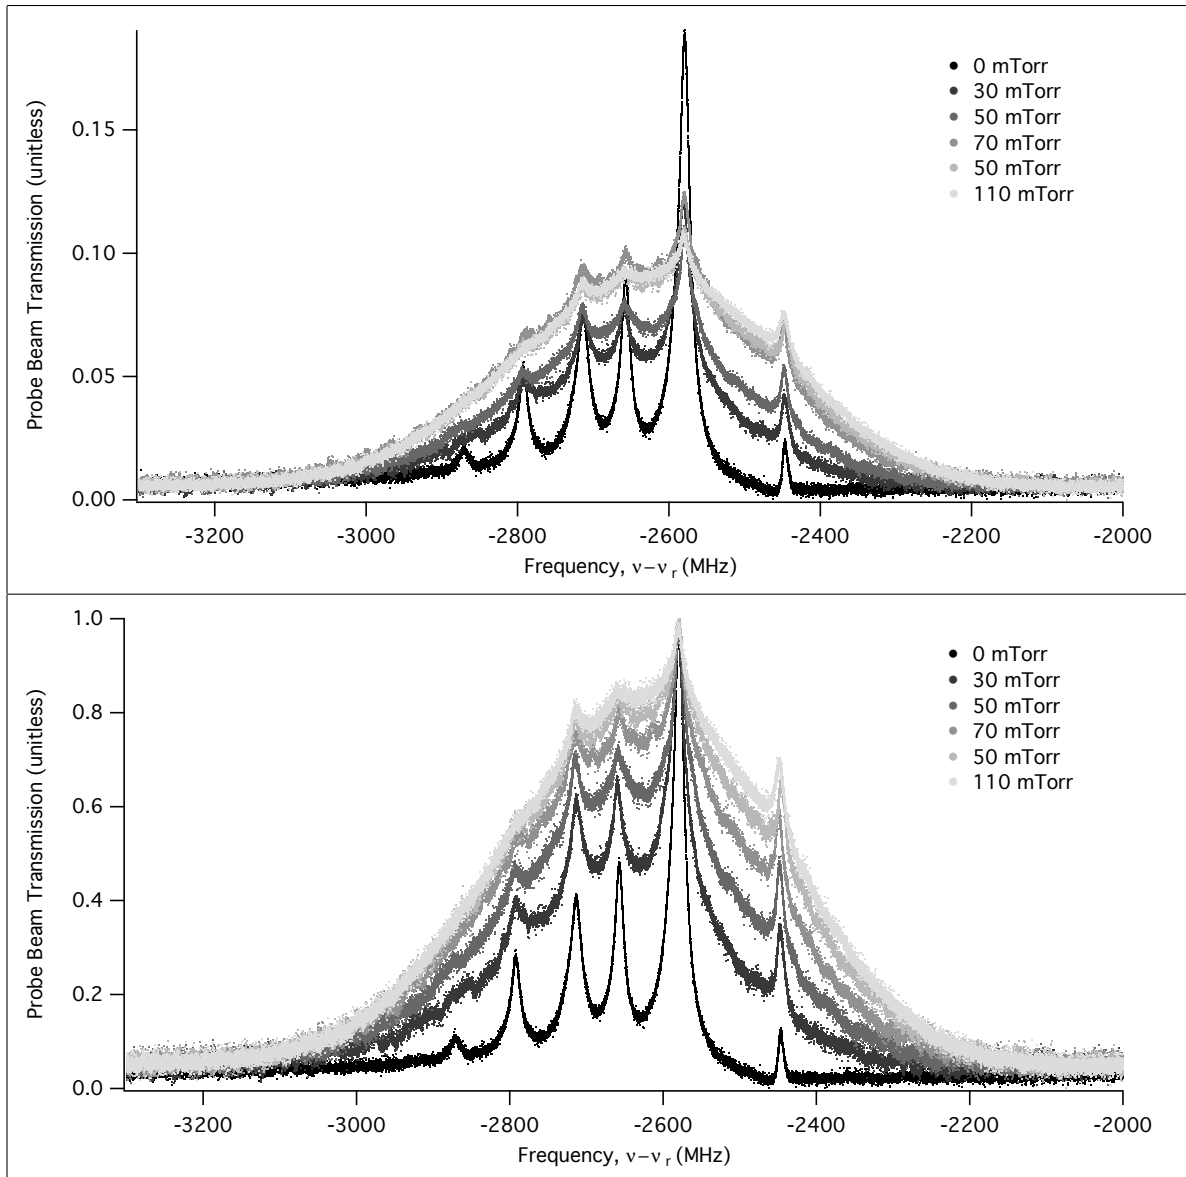 Probe Beam Transmission (unitless)
0.15
0.10
0.05
0.00
-3200 -3000 -2800 -2600 -2400 -2200 -2000
Frequency, ν−ν r (MHz)
0 mTorr
30 mTorr
50 mTorr
70 mTorr
50 mTorr
110 mTorr
Probe Beam Transmission (unitless)
1.0
0.8
0.6
0.4
0.2
0.0
-3200 -3000 -2800 -2600 -2400 -2200 -2000
Frequency, ν−ν r (MHz)
0 mTorr
30 mTorr
50 mTorr
70 mTorr
50 mTorr
110 mTorr